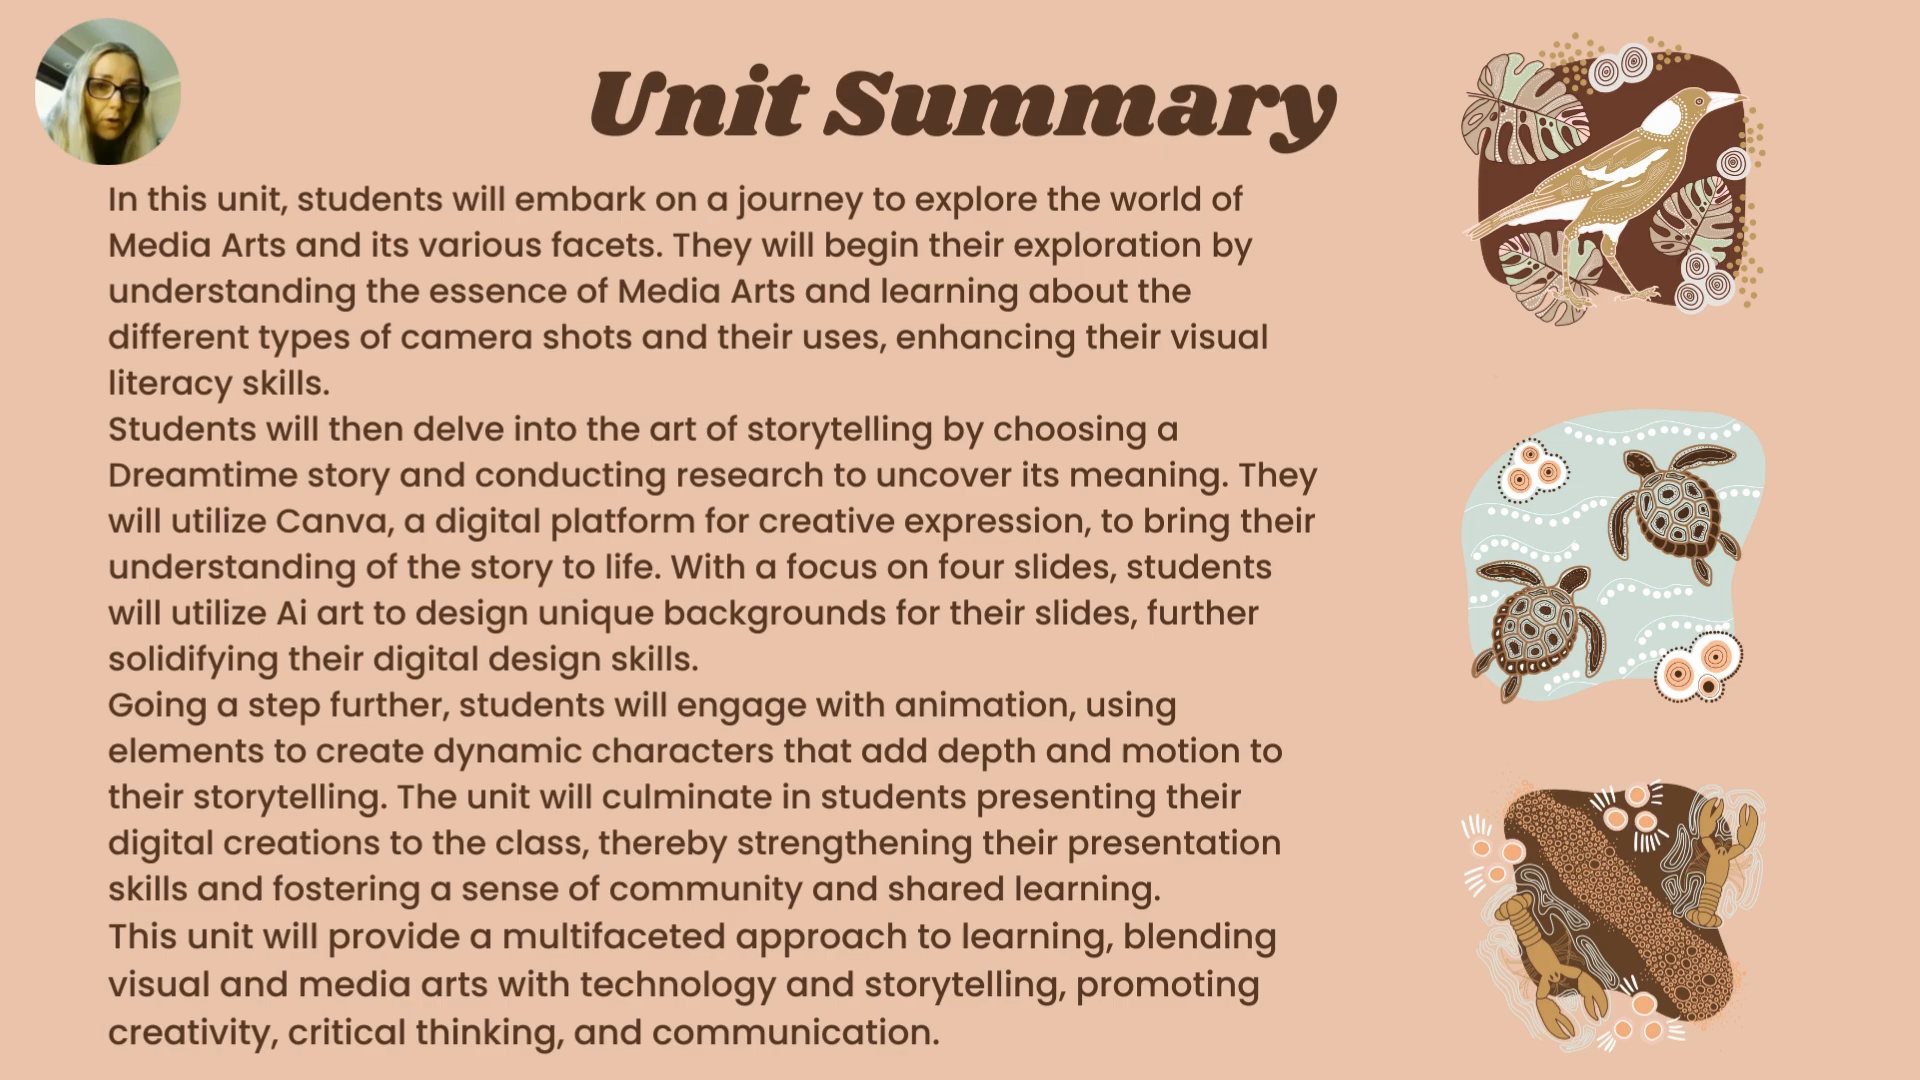 Unit Summary
In this unit, students will embark on a journey to explore the world of
Media Arts and its various facets. They will begin their exploration by
understanding the essence of Media Arts and learning about the
different types of camera shots and their uses, enhancing their visual
literacy skills.
Students will then delve into the art of storytelling by choosing a
Dreamtime story and conducting research to uncover its meaning. They
will utilize Canva, a digital platform for creative expression, to bring their
understanding of the story to life. With a focus on four slides, students
will utilize Ai art to design unique backgrounds for their slides, further
solidifying their digital design skills.
Going a step further, students will engage with animation, using
elements to create dynamic characters that add depth and motion to
their storytelling. The unit will culminate in students presenting their
digital creations to the class, thereby strengthening their presentation
skills and fostering a sense of community and shared learning.
This unit will provide a multifaceted approach to learning, blending
visual and media arts with technology and storytelling, promoting
creativity, critical thinking, and communication.